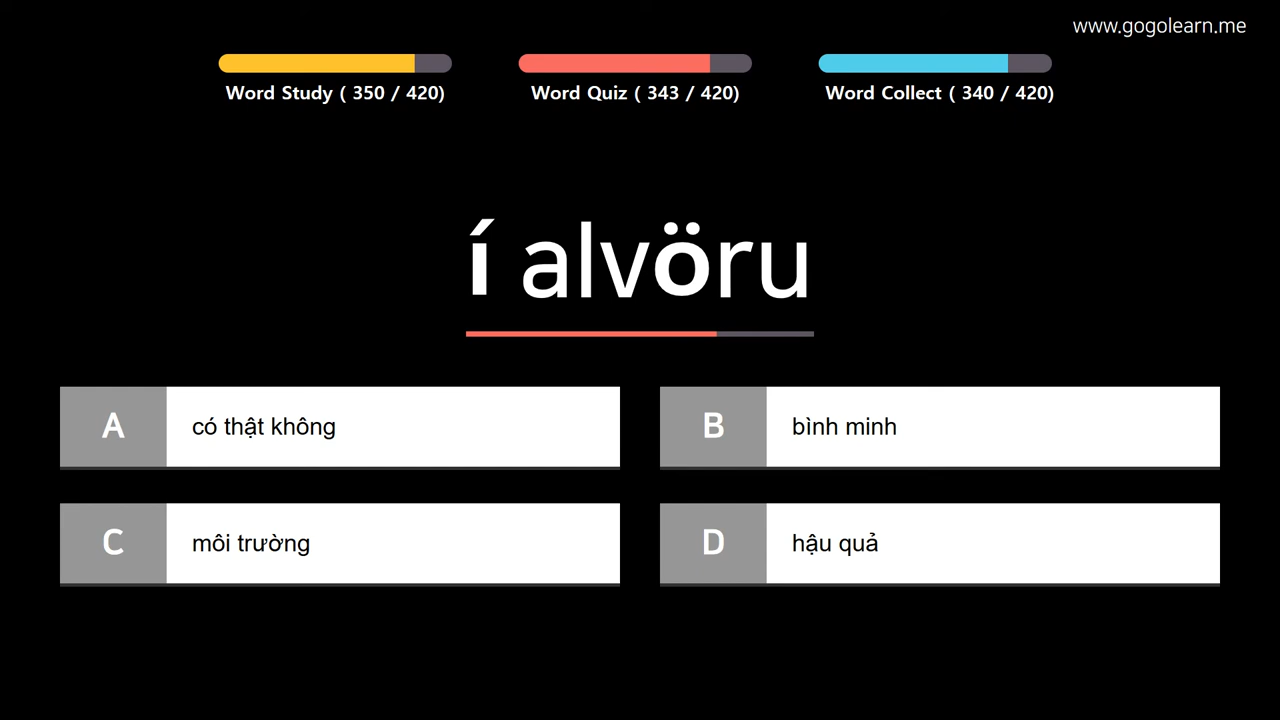 www.gogolearn.me
Word Study ( 350 / 420)
Word Quiz ( 343 / 420)
Word Collect ( 340 / 420)
í alvöru
A
có thật không
B
bình minh
C
môi trường
D
hậu quả